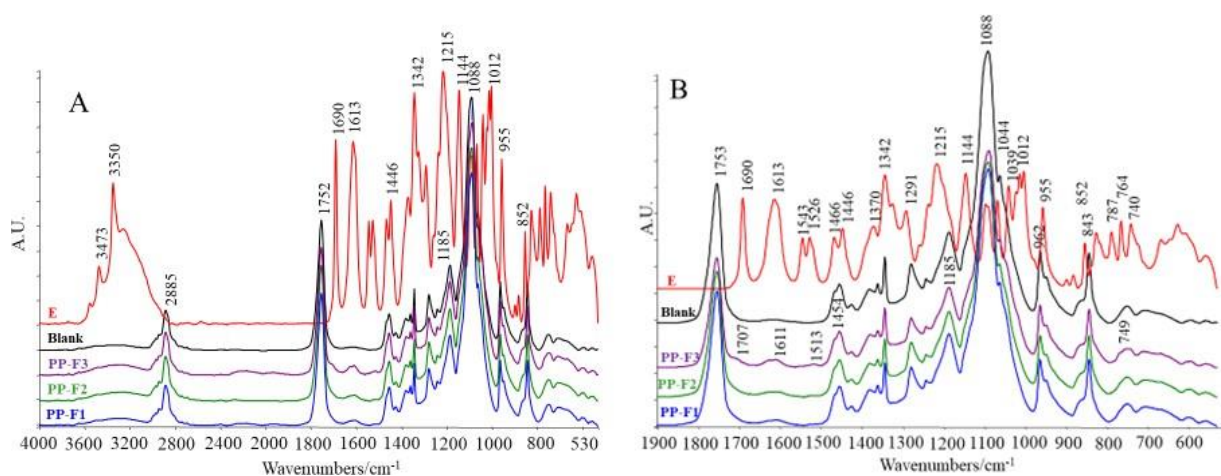 A
3473
3350
2885
1752
1690
1613
1446
1342
1215
1185
1144
1088
1012
955
852
A.U.
E
Blank
PP-F3
PP-F2
PP-F1
4000 3600 3200 2800 2400 2000 1800 1600 1400 1200 1000 800 530
Wavenumbers/cm-1
B
1753
1690
1613
1543
1526
1466
1446
1370
1342
1291
1215
1144
1088
1044
1039
1012
955
962
852
843
787
764
740
1185
1707
1611
1513
1454
749
A.U.
E
Blank
PP-F3
PP-F2
PP-F1
1900 1700 1500 1300 1100 900 700
Wavenumbers/cm-1